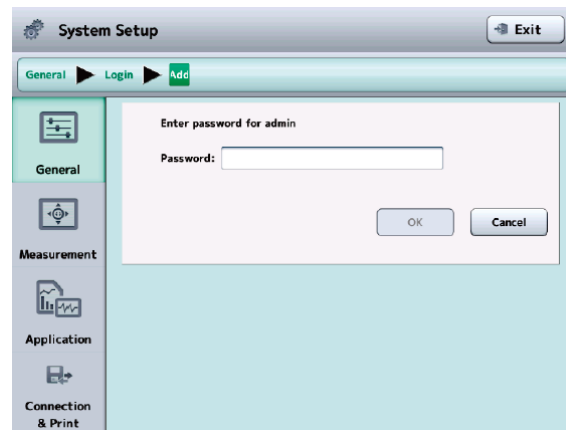 System Setup
Exit
General Login Add
Enter password for admin
Password:
OK
Cancel
General
Measurement
Application
Connection
& Print